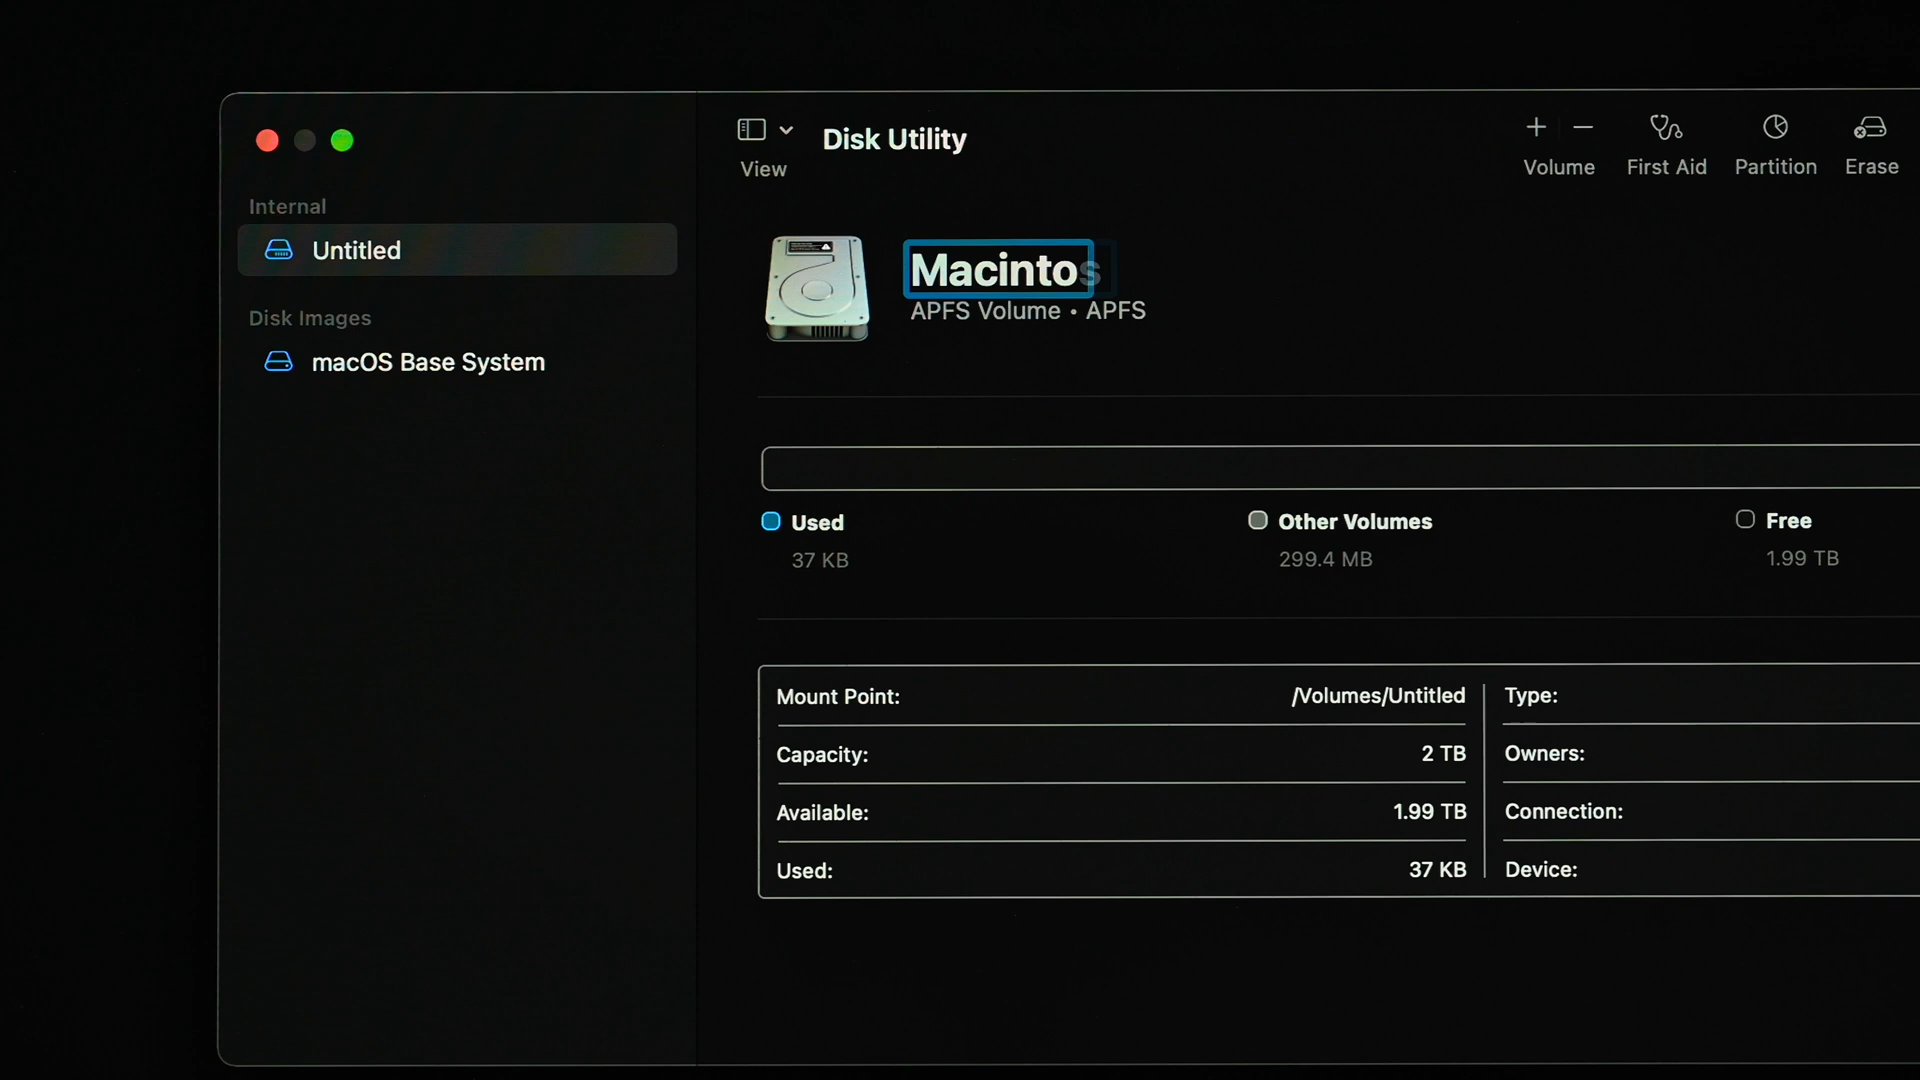 View
Disk Utility
Volume
First Aid
Partition
Erase
Internal
Untitled
Disk Images
macOS Base System
Macintos
APFS Volume • APFS
Used
37 KB
Other Volumes
299.4 MB
Free
1.99 TB
Mount Point: /Volumes/Untitled
Capacity: 2 TB
Available: 1.99 TB
Used: 37 KB
Type:
Owners:
Connection:
Device: